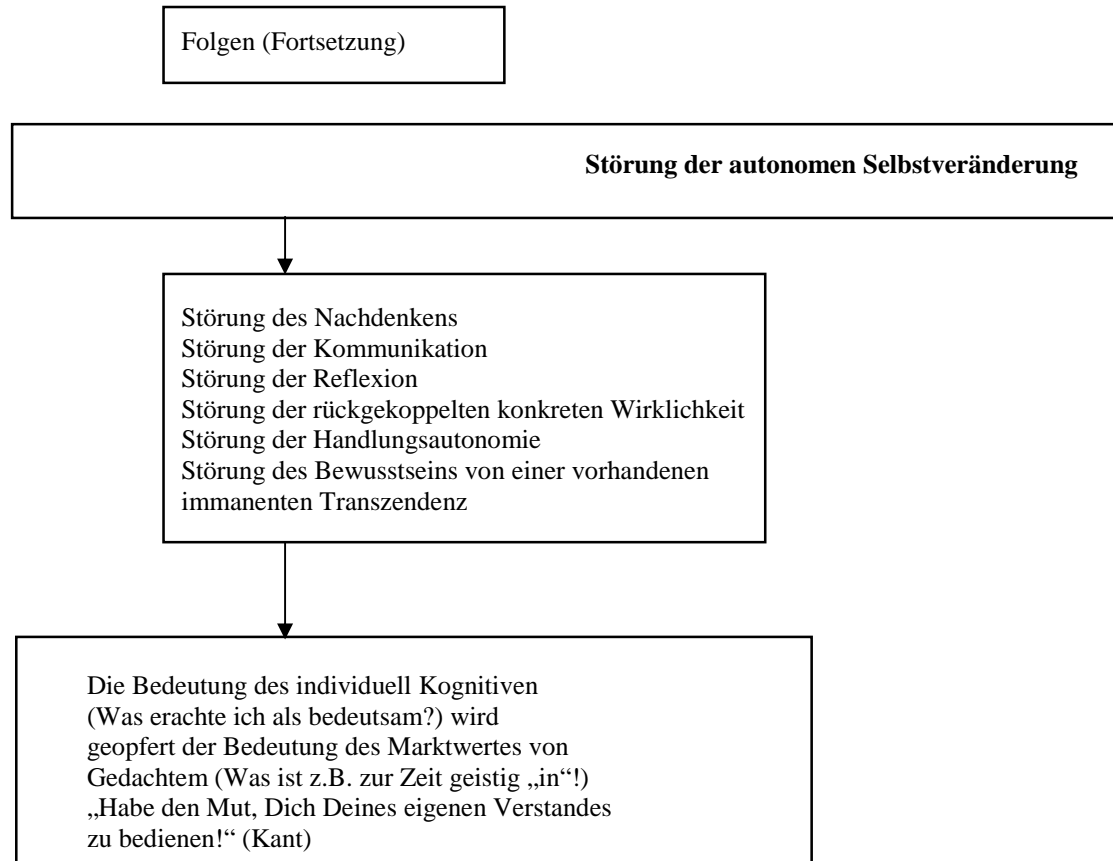 Folgen (Fortsetzung)
Störung der autonomen Selbstveränderung
Störung des Nachdenkens
Störung der Kommunikation
Störung der Reflexion
Störung der rückgekoppelten konkreten Wirklichkeit
Störung der Handlungsautonomie
Störung des Bewusstseins von einer vorhandenen
immanenten Transzendenz
Die Bedeutung des individuell Kognitiven
(Was erachte ich als bedeutsam?) wird
geopfert der Bedeutung des Marktwertes von
Gedachtem (Was ist z.B. zur Zeit geistig „in“!)
„Habe den Mut, Dich Deines eigenen Verstandes
zu bedienen!“ (Kant)